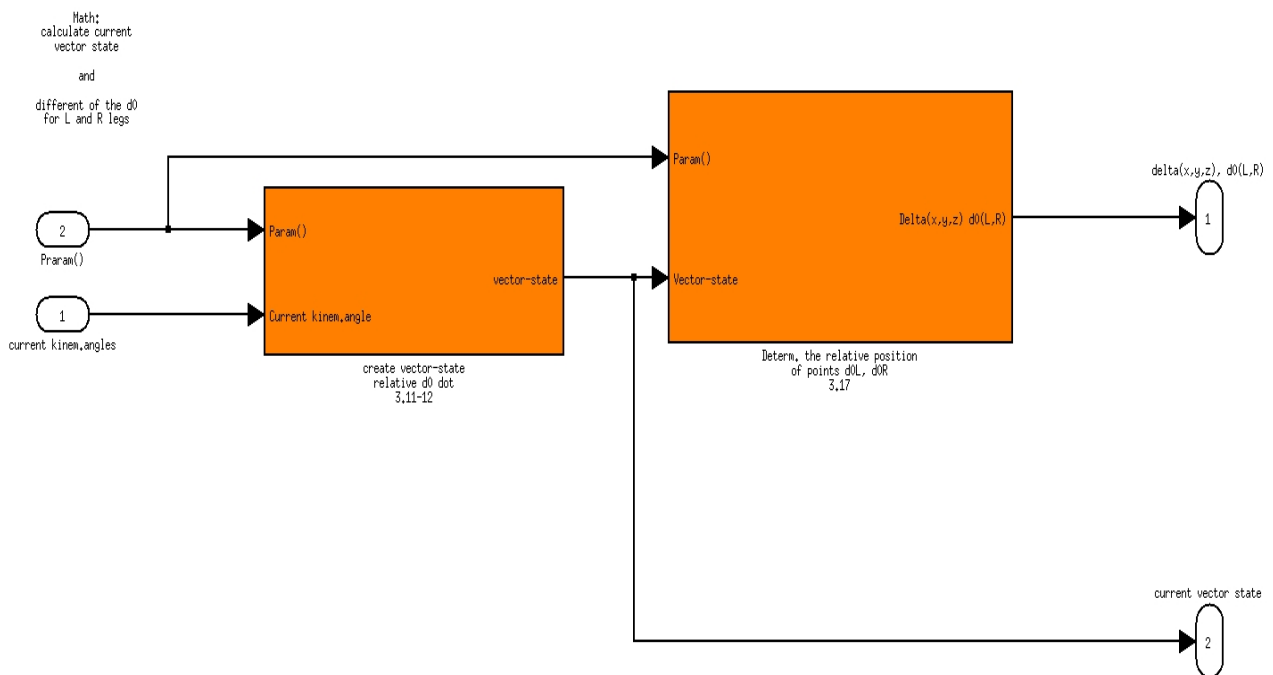 Math:
calculate current
vector state
and
different of the d0
for L and R legs
delta(x,y,z), d0(L,R)
1
Param()
Delta(x,y,z) d0(L,R)
Vector-state
Determ. the relative position
of points d0L, d0R
3.17
2
Praram()
Param()
vector-state
Current kinem.angle
1
current kinem.angles
create vector-state
relative d0 dot
3.11-12
current vector state
2